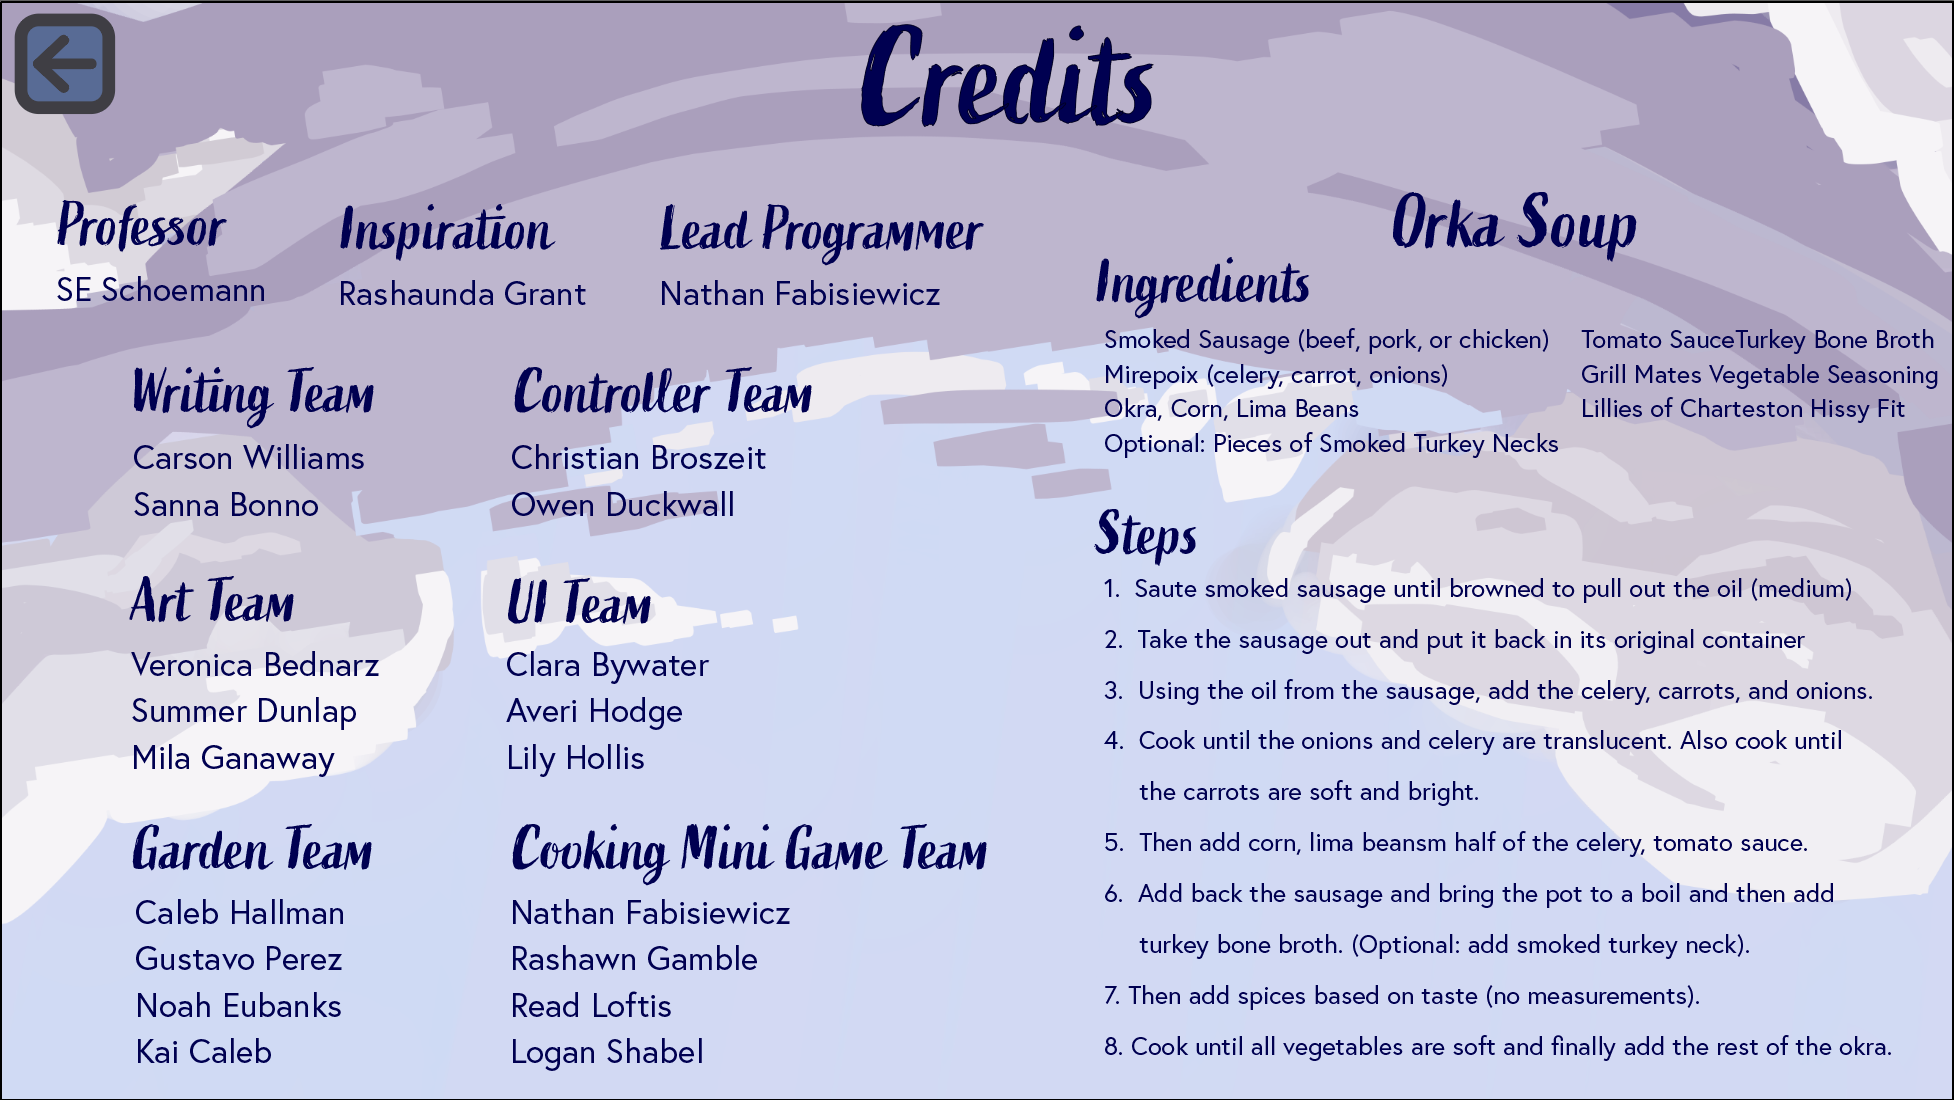 Credits
Professor
SE Schoemann
Inspiration
Rashaunda Grant
Lead Programmer
Nathan Fabisiewicz
Writing Team
Carson Williams
Sanna Bonno
Controller Team
Christian Broszeit
Owen Duckwall
Art Team
Veronica Bednarz
Summer Dunlap
Mila Ganaway
UI Team
Clara Bywater
Averi Hodge
Lily Hollis
Garden Team
Caleb Hallman
Gustavo Perez
Noah Eubanks
Kai Caleb
Cooking Mini Game Team
Nathan Fabisiewicz
Rashawn Gamble
Read Loftis
Logan Shabel
Orka Soup
Ingredients
Smoked Sausage (beef, pork, or chicken)
Mirepoix (celery, carrot, onions)
Okra, Corn, Lima Beans
Optional: Pieces of Smoked Turkey Necks
Tomato SauceTurkey Bone Broth
Grill Mates Vegetable Seasoning
Lillies of Charteston Hissy Fit
Steps
1. Saute smoked sausage until browned to pull out the oil (medium)
2. Take the sausage out and put it back in its original container
3. Using the oil from the sausage, add the celery, carrots, and onions.
4. Cook until the onions and celery are translucent. Also cook until
the carrots are soft and bright.
5. Then add corn, lima beansm half of the celery, tomato sauce.
6. Add back the sausage and bring the pot to a boil and then add
turkey bone broth. (Optional: add smoked turkey neck).
7. Then add spices based on taste (no measurements).
8. Cook until all vegetables are soft and finally add the rest of the okra.